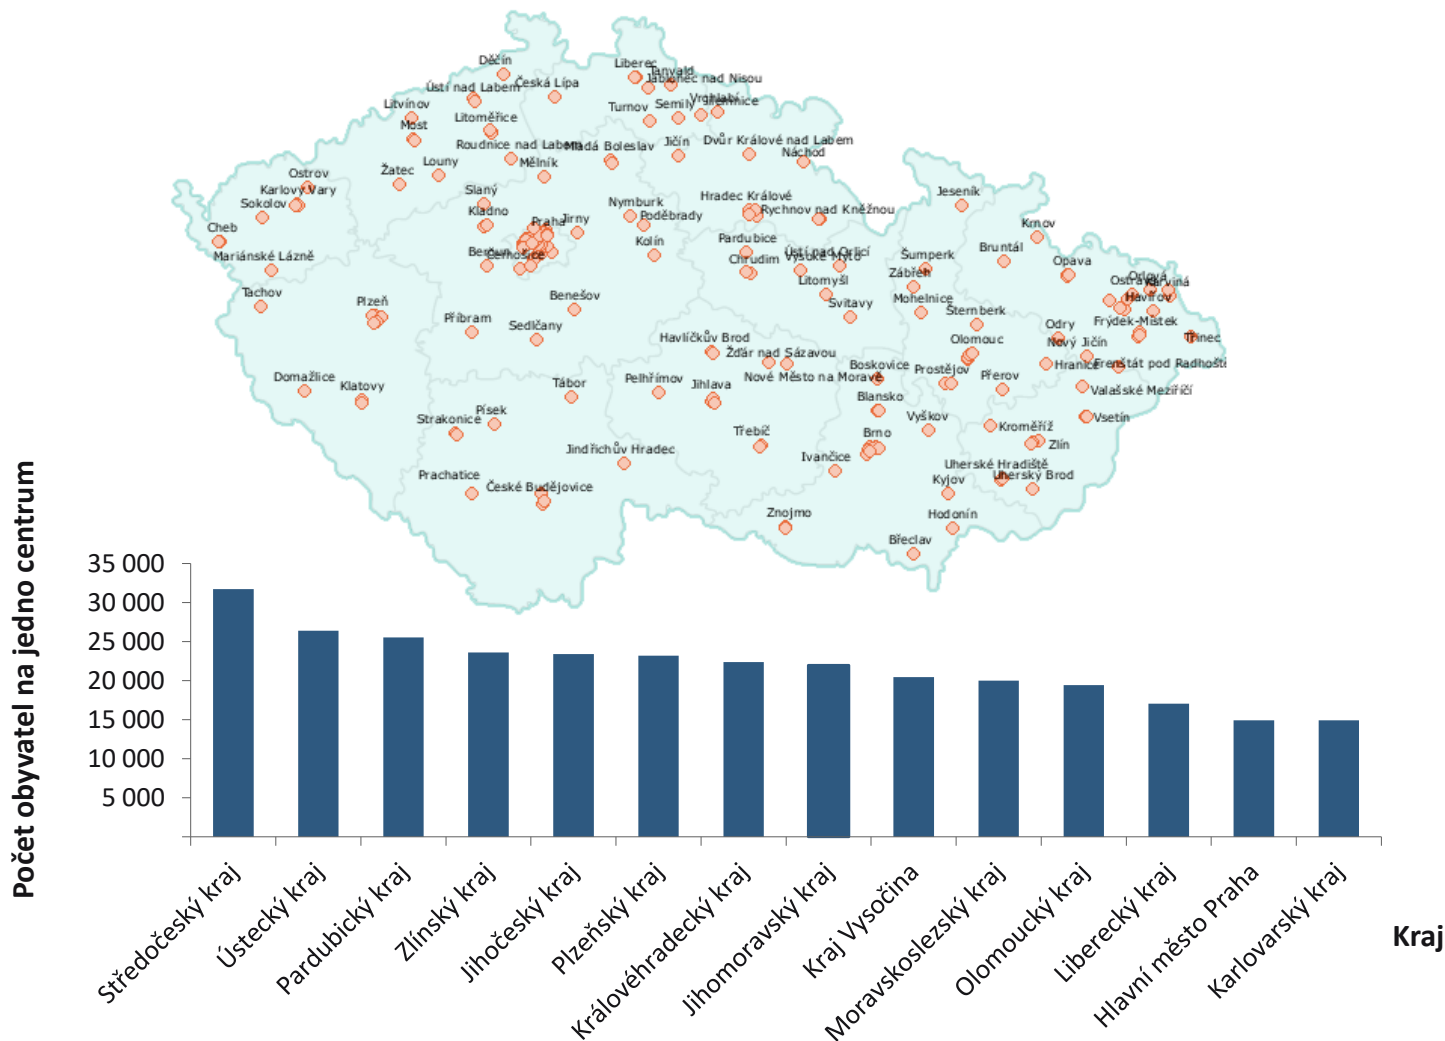 Děčín
Liberec
Tanvald
Jablonec nad Nisou
Ústí nad Labem
Česká Lípa
Litvínov
Turnov
Semily
Vrchlabí
Jilemnice
Most
Litoměřice
Roudnice nad Labem
Mladá Boleslav
Jičín
Dvůr Králové nad Labem
Náchod
Ostrov
Žatec
Louny
Mělník
Karlovy Vary
Sokolov
Slaný
Nymburk
Hradec Králové
Jeseník
Cheb
Kladno
Praha
Jirny
Poděbrady
Rychnov nad Kněžnou
Krnov
Mariánské Lázně
Beroun
Černošice
Kolín
Pardubice
Chrudim
Ústí nad Orlicí
Vysoké Mýto
Šumperk
Bruntál
Opava
Tachov
Plzeň
Benešov
Litomyšl
Zábřeh
Ostrava
Orlová
Karviná
Příbram
Sedlčany
Svitavy
Mohelnice
Šternberk
Havířov
Havlíčkův Brod
Žďár nad Sázavou
Olomouc
Odry
Frýdek-Místek
Třinec
Domažlice
Klatovy
Tábor
Pelhřimov
Nové Město na Moravě
Boskovice
Prostějov
Přerov
Hranice
Nový Jičín
Frenštát pod Radhoště
Valašské Meziříčí
Strakonice
Písek
Jihlava
Blansko
Vyškov
Kroměříž
Vsetín
Jindřichův Hradec
Třebíč
Ivančice
Brno
Zlín
Prachatice
České Budějovice
Uherské Hradiště
Uherský Brod
Kyjov
Znojmo
Hodonín
Břeclav
Počet obyvatel na jedno centrum
35 000
30 000
25 000
20 000
15 000
10 000
5 000
Středočeský kraj
Ústecký kraj
Pardubický kraj
Zlínský kraj
Jihočeský kraj
Plzeňský kraj
Královéhradecký kraj
Jihomoravský kraj
Kraj Vysočina
Moravskoslezský kraj
Olomoucký kraj
Liberecký kraj
Hlavní město Praha
Karlovarský kraj
Kraj